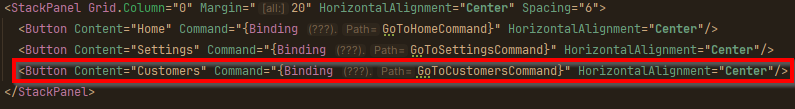 <StackPanel Grid.Column="0" Margin="[all:] 20" HorizontalAlignment="Center" Spacing="6">
<Button Content="Home" Command="{Binding (???). Path= GoToHomeCommand}" HorizontalAlignment="Center"/>
<Button Content="Settings" Command="{Binding (???). Path= GoToSettingsCommand}" HorizontalAlignment="Center"/>
<Button Content="Customers" Command="{Binding (???). Path= GoToCustomersCommand}" HorizontalAlignment="Center"/>
</StackPanel>